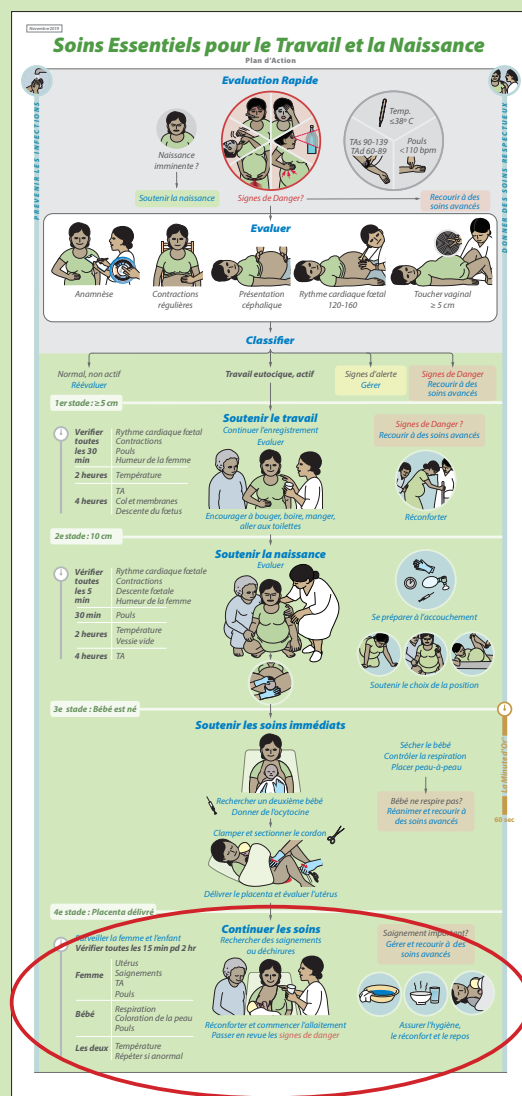 Novembre 2019
Soins Essentiels pour le Travail et la Naissance
Plan d'Action
PRÉVENIR LES INFECTIONS
DONNER DES SOINS RESPECTUEUX
Evaluation Rapide
Naissance
imminente ?
Soutenir la naissance
Signes de Danger?
Temp.
≤38º C
TAs 90-139
TAd 60-89
Pouls
<110 bpm
Recourir à des
soins avancés
Evaluer
Anamnèse
Contractions
régulières
Présentation
céphalique
Rythme cardiaque fœtal
120-160
Toucher vaginal
≥ 5 cm
Classifier
Normal, non actif
Réévaluer
Travail eutocique, actif
Signes d'alerte
Gérer
Signes de Danger
Recourir à des
soins avancés
1er stade : ≥ 5 cm
Soutenir le travail
Continuer l'enregistrement
Evaluer
Verifier
toutes
les 30
min
Rythme cardiaque fœtal
Contractions
Pouls
Humeur de la femme
2 heures
Température
4 heures
TA
Col et membranes
Descente du fœtus
Encourager à bouger, boire, manger,
aller aux toilettes
Signes de Danger ?
Recourir à des soins avancés
Réconforter
2e stade : 10 cm
Soutenir la naissance
Evaluer
Vérifier
toutes
les 5
min
Rythme cardiaque fœtale
Contractions
Descente fœtale
Humeur de la femme
30 min
Pouls
2 heures
Température
Vessie vide
4 heures
TA
Se préparer à l'accouchement
Soutenir le choix de la position
3e stade : Bébé est né
Soutenir les soins immédiats
Sécher le bébé
Contrôler la respiration
Placer peau-à-peau
La Minute d'Or
60 sec
Rechercher un deuxième bébé
Donner de l'ocytocine
Bébé ne respire pas?
Réanimer et recourir à
des soins avancés
Clamper et sectionner le cordon
Délivrer le placenta et évaluer l'utérus
4e stade : Placenta délivré
Continuer les soins
Rechercher des saignements
ou déchirures
Surveiller la femme et l'enfant
Vérifier toutes les 15 min pd 2 hr
Femme
Utérus
Saignements
TA
Pouls
Bébé
Respiration
Coloration de la peau
Pouls
Les deux
Température
Répéter si anormal
Réconforter et commencer l'allaitement
Passer en revue les signes de danger
Saignement important?
Gérer et recourir à des
soins avancés
Assurer l'hygiène,
le réconfort et le repos